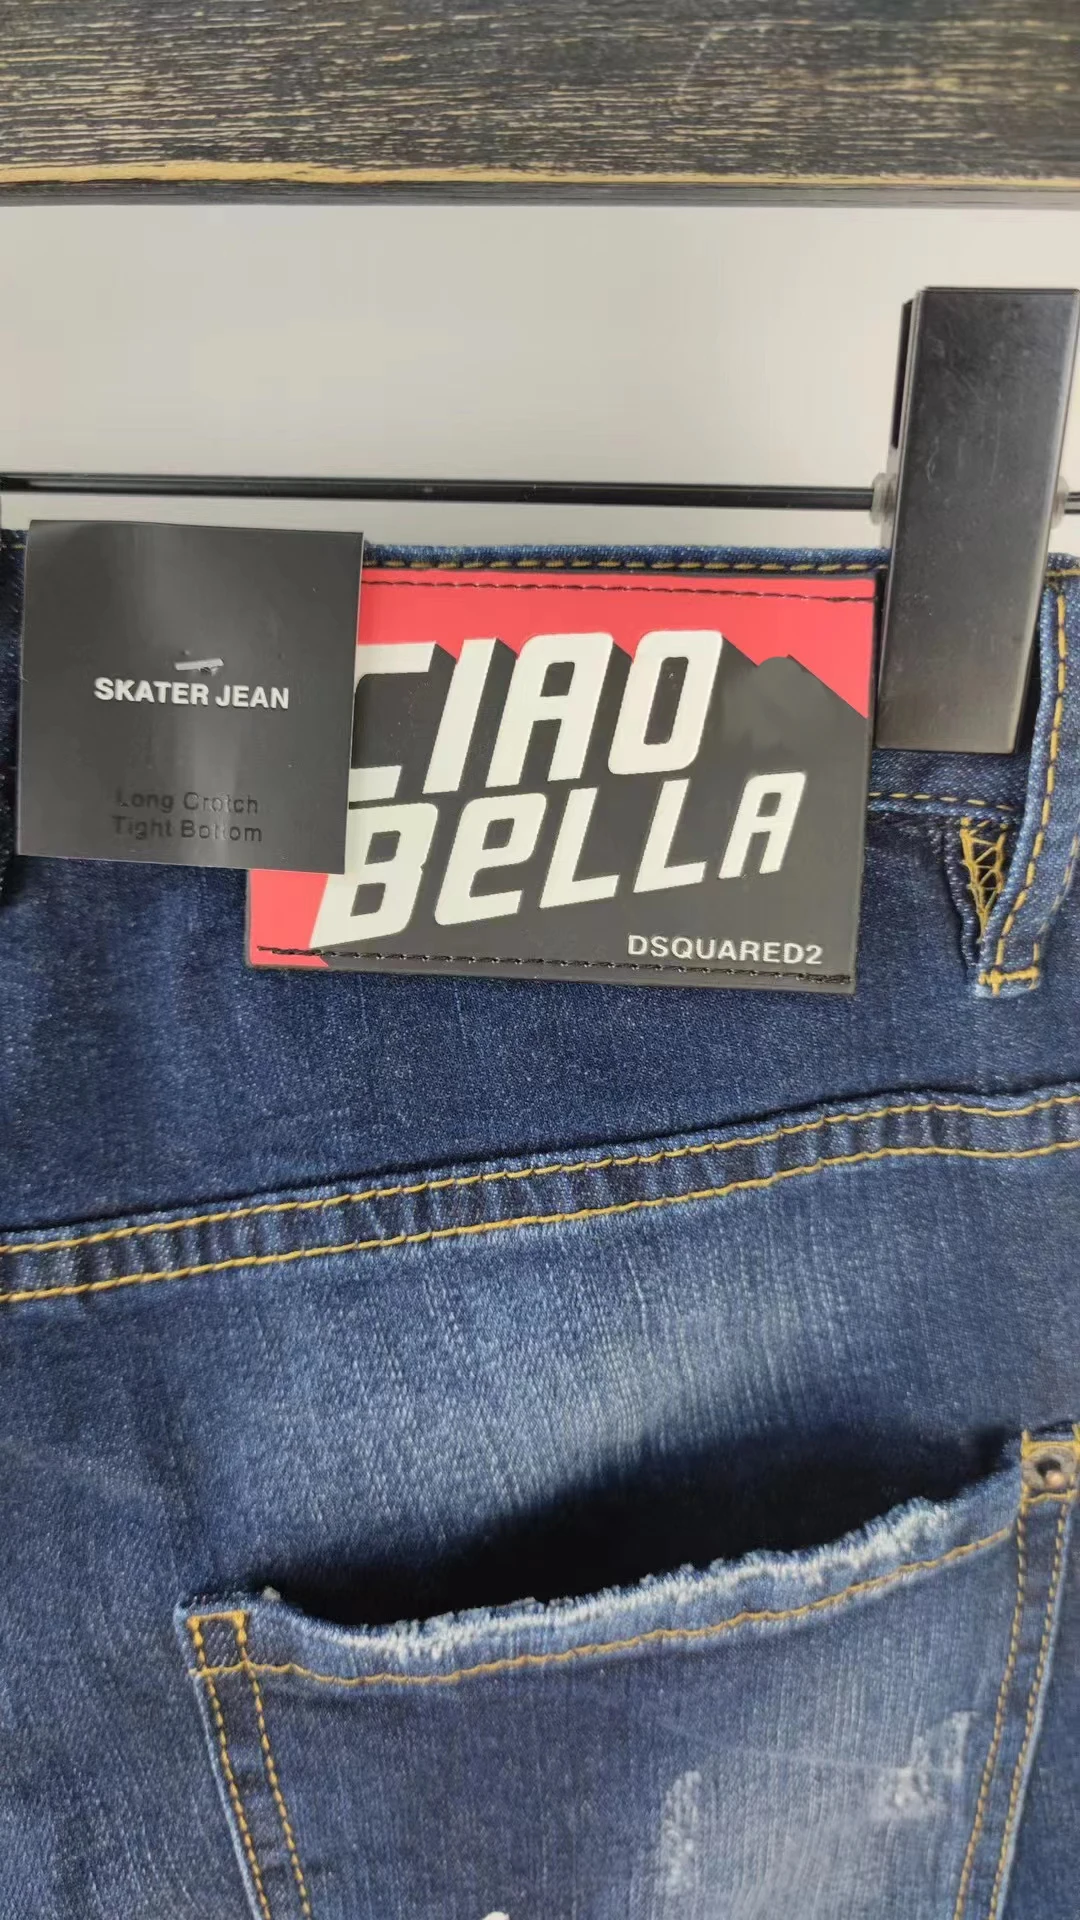 SKATER JEAN
Long Crotch
Tight Bottom
CIAO
BELLA
DSQUARED2